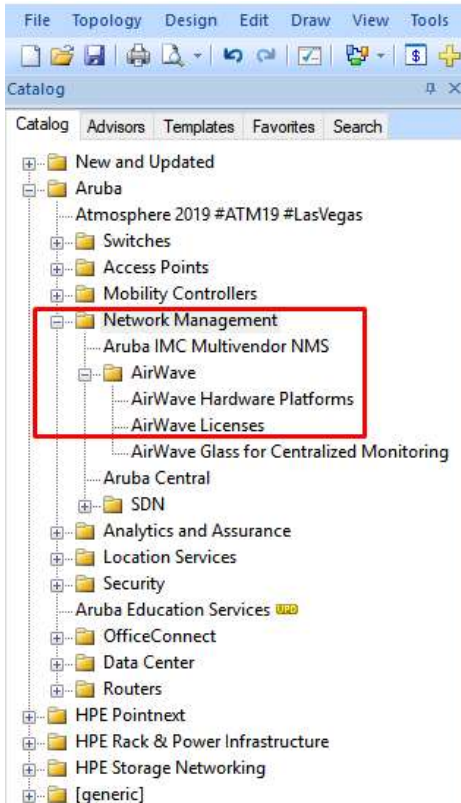 File Topology Design Edit Draw View Tools
Catalog
Catalog Advisors Templates Favorites Search
New and Updated
Aruba
Atmosphere 2019 #ATM19 #LasVegas
Switches
Access Points
Mobility Controllers
Network Management
Aruba IMC Multivendor NMS
AirWave
AirWave Hardware Platforms
AirWave Licenses
AirWave Glass for Centralized Monitoring
Aruba Central
SDN
Analytics and Assurance
Location Services
Security
Aruba Education Services UPD
OfficeConnect
Data Center
Routers
HPE Pointnext
HPE Rack & Power Infrastructure
HPE Storage Networking
[generic]